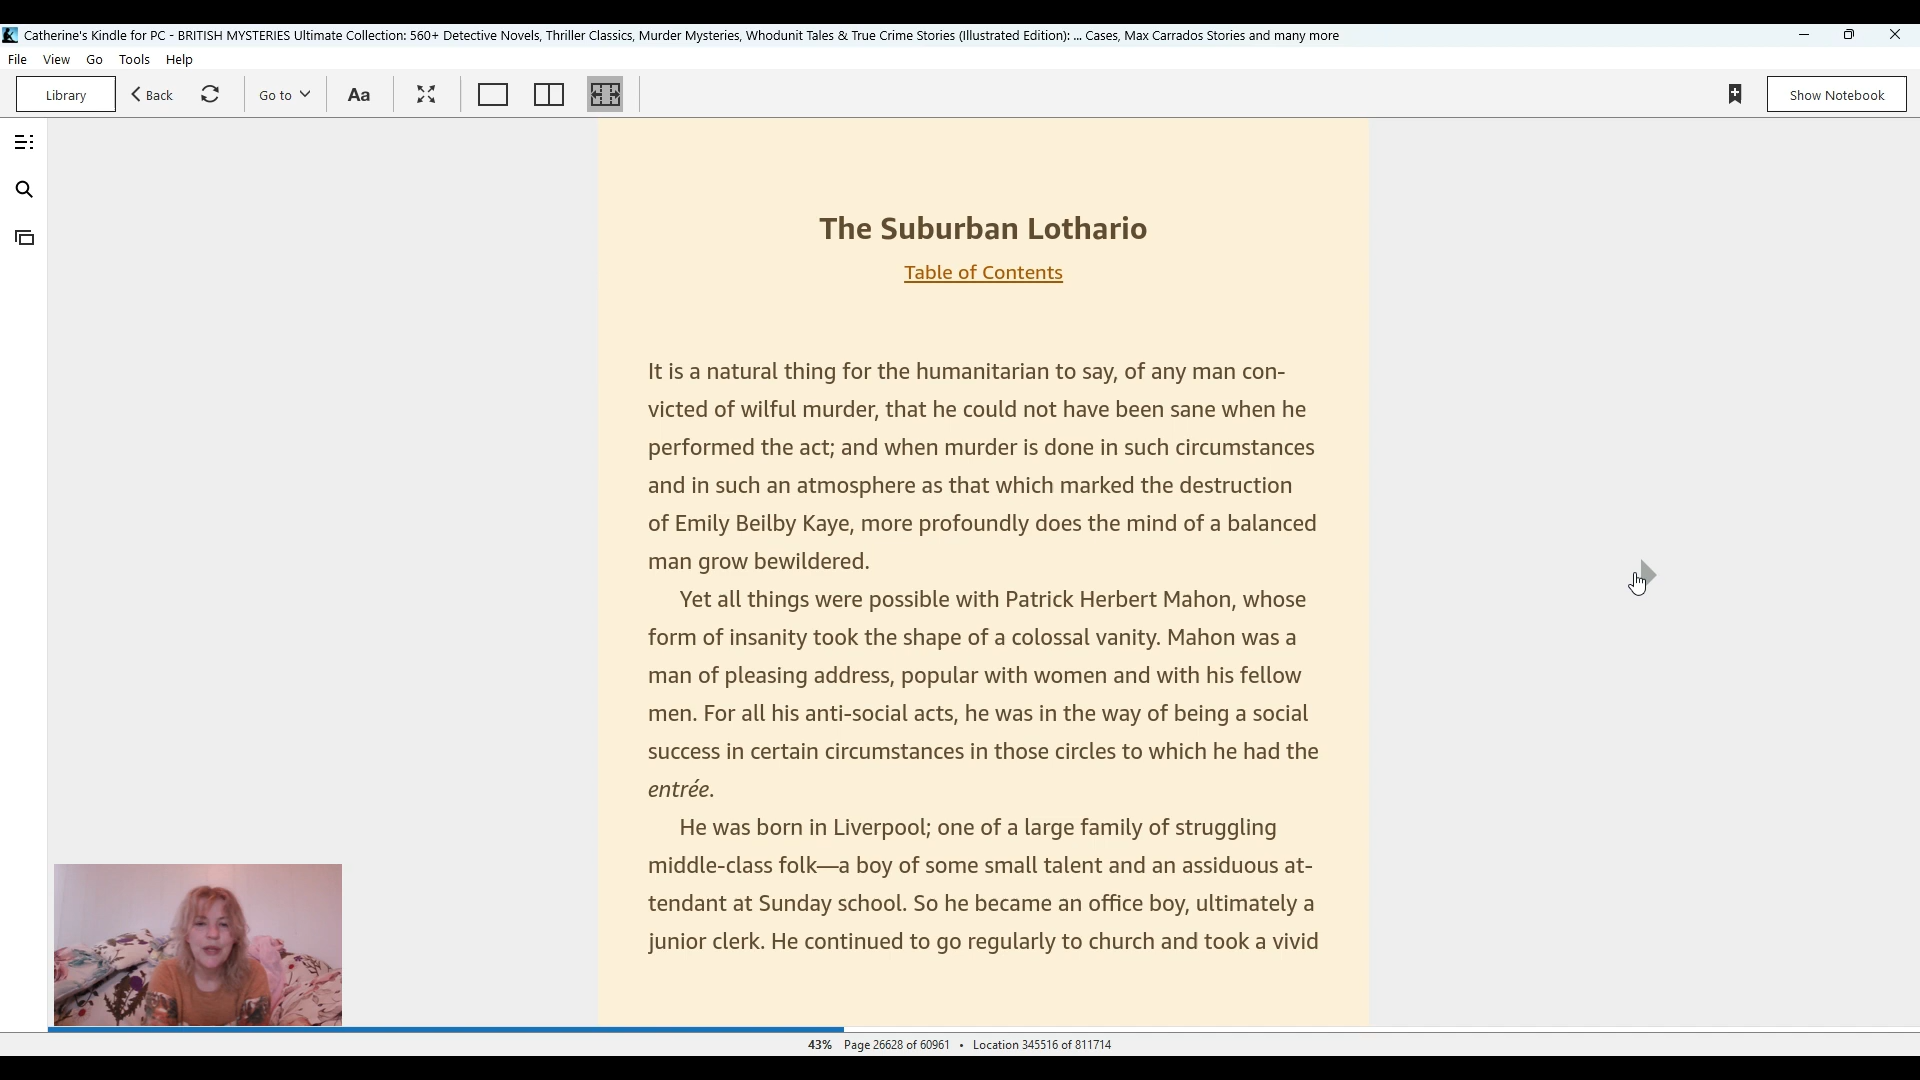 Catherine's Kindle for PC - BRITISH MYSTERIES Ultimate Collection: 560+ Detective Novels, Thriller Classics, Murder Mysteries, Whodunit Tales & True Crime Stories (Illustrated Edition): ... Cases, Max Carrados Stories and many more
File View Go Tools Help
Library Back Go to Aa Show Notebook
The Suburban Lothario
Table of Contents
It is a natural thing for the humanitarian to say, of any man con-
victed of wilful murder, that he could not have been sane when he
performed the act; and when murder is done in such circumstances
and in such an atmosphere as that which marked the destruction
of Emily Beilby Kaye, more profoundly does the mind of a balanced
man grow bewildered.
Yet all things were possible with Patrick Herbert Mahon, whose
form of insanity took the shape of a colossal vanity. Mahon was a
man of pleasing address, popular with women and with his fellow
men. For all his anti-social acts, he was in the way of being a social
success in certain circumstances in those circles to which he had the
entrée.
He was born in Liverpool; one of a large family of struggling
middle-class folk—a boy of some small talent and an assiduous at-
tendant at Sunday school. So he became an office boy, ultimately a
junior clerk. He continued to go regularly to church and took a vivid
43% Page 26628 of 60961 • Location 345516 of 811714